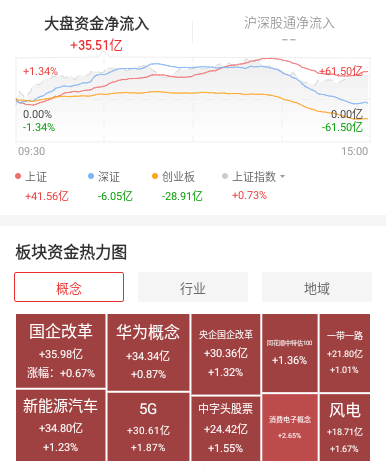 大盘资金净流入
沪深股通净流入
+35.51亿
--
+1.34%
+61.50亿
0.00%
0.00亿
-1.34%
-61.50亿
09:30
15:00
上证
深证
创业板
上证指数
+41.56亿
-6.05亿
-28.91亿
+0.73%
板块资金热力图
概念
行业
地域
国企改革
+35.98亿
涨幅：+0.67%
华为概念
+34.34亿
+0.87%
央企国企改革
+30.36亿
+1.32%
同花顺中特估100
+1.36%
一带一路
+21.80亿
+1.01%
新能源汽车
+34.80亿
+1.23%
5G
+30.61亿
+1.87%
中字头股票
+24.42亿
+1.55%
消费电子概念
+2.65%
风电
+18.71亿
+1.67%